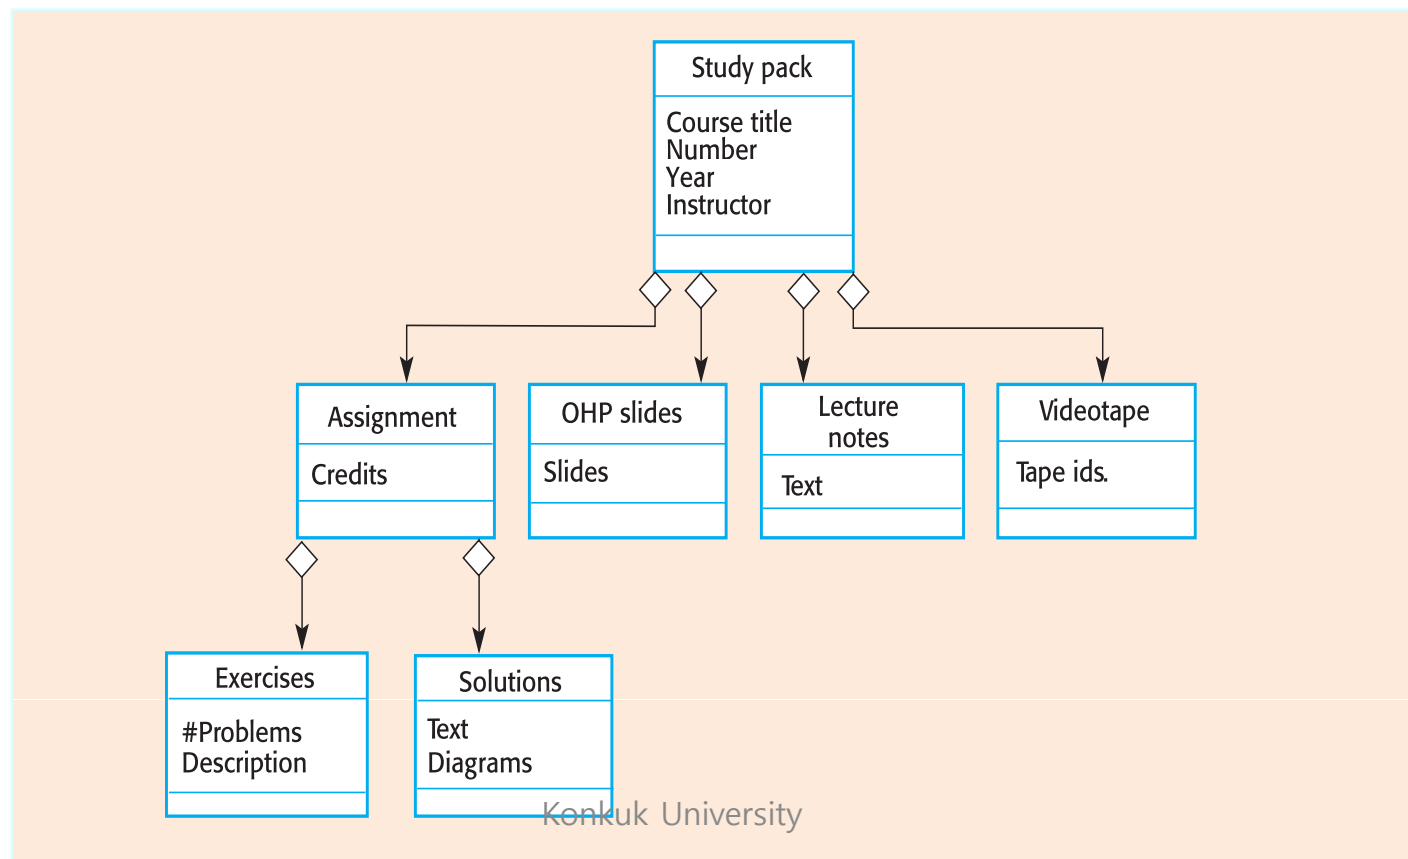 Study pack
Course title
Number
Year
Instructor
Assignment
Credits
OHP slides
Slides
Lecture
notes
Text
Videotape
Tape ids.
Exercises
#Problems
Description
Solutions
Text
Diagrams
Konkuk University